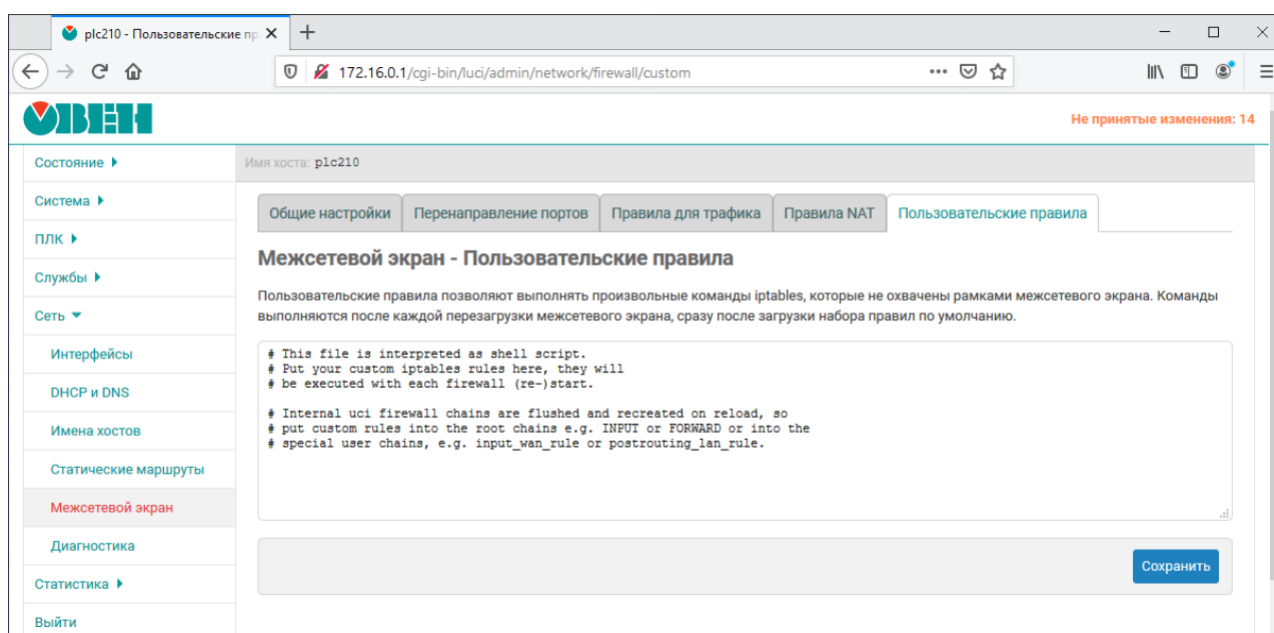 plc210 - Пользовательские пр
172.16.0.1/cgi-bin/luci/admin/network/firewall/custom
ОВЕН
Не принятые изменения: 14
Состояние
Система
ПЛК
Службы
Сеть
Интерфейсы
DHCP и DNS
Имена хостов
Статические маршруты
Межсетевой экран
Диагностика
Статистика
Выйти
Имя хоста: plc210
Общие настройки
Перенаправление портов
Правила для трафика
Правила NAT
Пользовательские правила
Межсетевой экран - Пользовательские правила
Пользовательские правила позволяют выполнять произвольные команды iptables, которые не охвачены рамками межсетевого экрана. Команды
выполняются после каждой перезагрузки межсетевого экрана, сразу после загрузки набора правил по умолчанию.
# This file is interpreted as shell script.
# Put your custom iptables rules here, they will
# be executed with each firewall (re-)start.
# Internal uci firewall chains are flushed and recreated on reload, so
# put custom rules into the root chains e.g. INPUT or FORWARD or into the
# special user chains, e.g. input_wan_rule or postrouting_lan_rule.
Сохранить